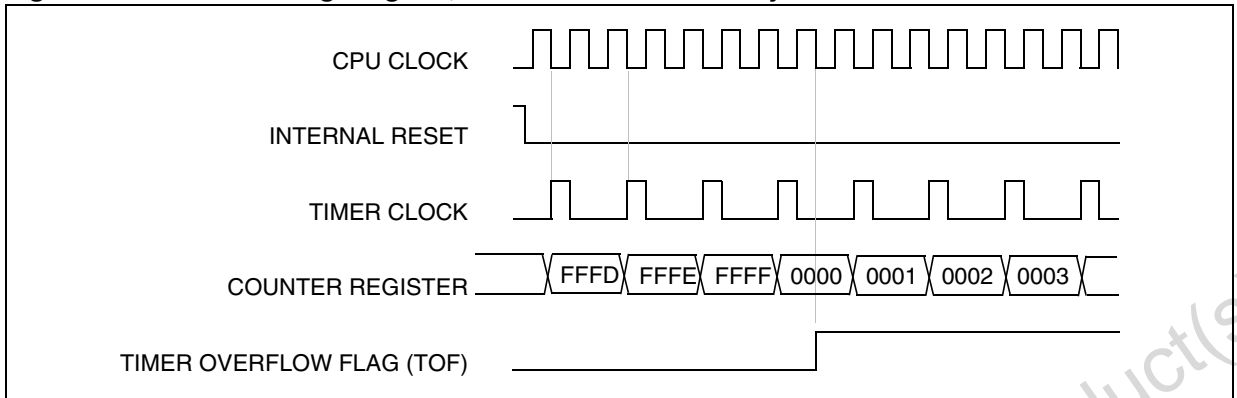 CPU CLOCK
INTERNAL RESET
TIMER CLOCK
COUNTER REGISTER FFFD FFFE FFFF 0000 0001 0002 0003
TIMER OVERFLOW FLAG (TOF)